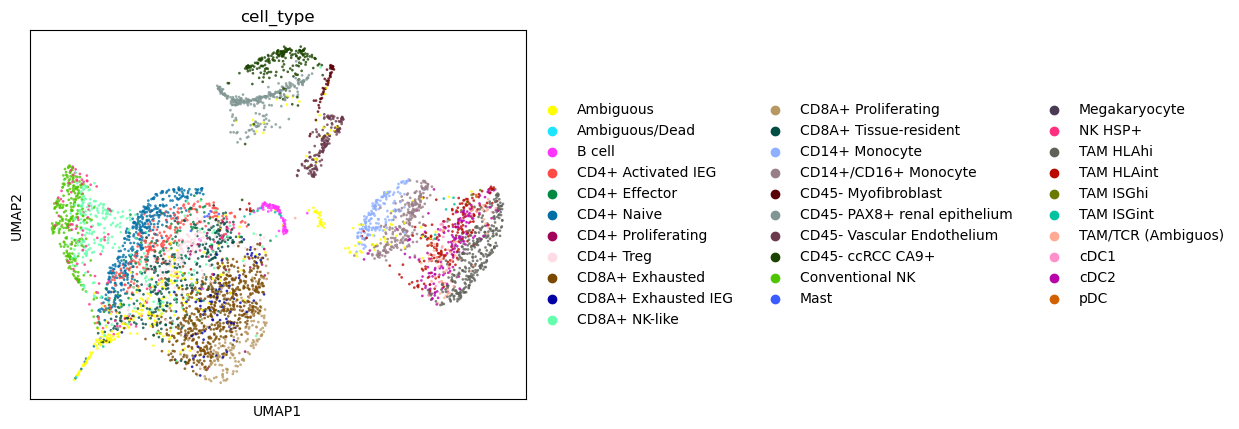 cell_type
UMAP2
UMAP1
Ambiguous
Ambiguous/Dead
B cell
CD4+ Activated IEG
CD4+ Effector
CD4+ Naive
CD4+ Proliferating
CD4+ Treg
CD8A+ Exhausted
CD8A+ Exhausted IEG
CD8A+ NK-like
CD8A+ Proliferating
CD8A+ Tissue-resident
CD14+ Monocyte
CD14+/CD16+ Monocyte
CD45- Myofibroblast
CD45- PAX8+ renal epithelium
CD45- Vascular Endothelium
CD45- ccRCC CA9+
Conventional NK
Mast
Megakaryocyte
NK HSP+
TAM HLAhi
TAM HLAint
TAM ISGhi
TAM ISGint
TAM/TCR (Ambiguos)
cDC1
cDC2
pDC